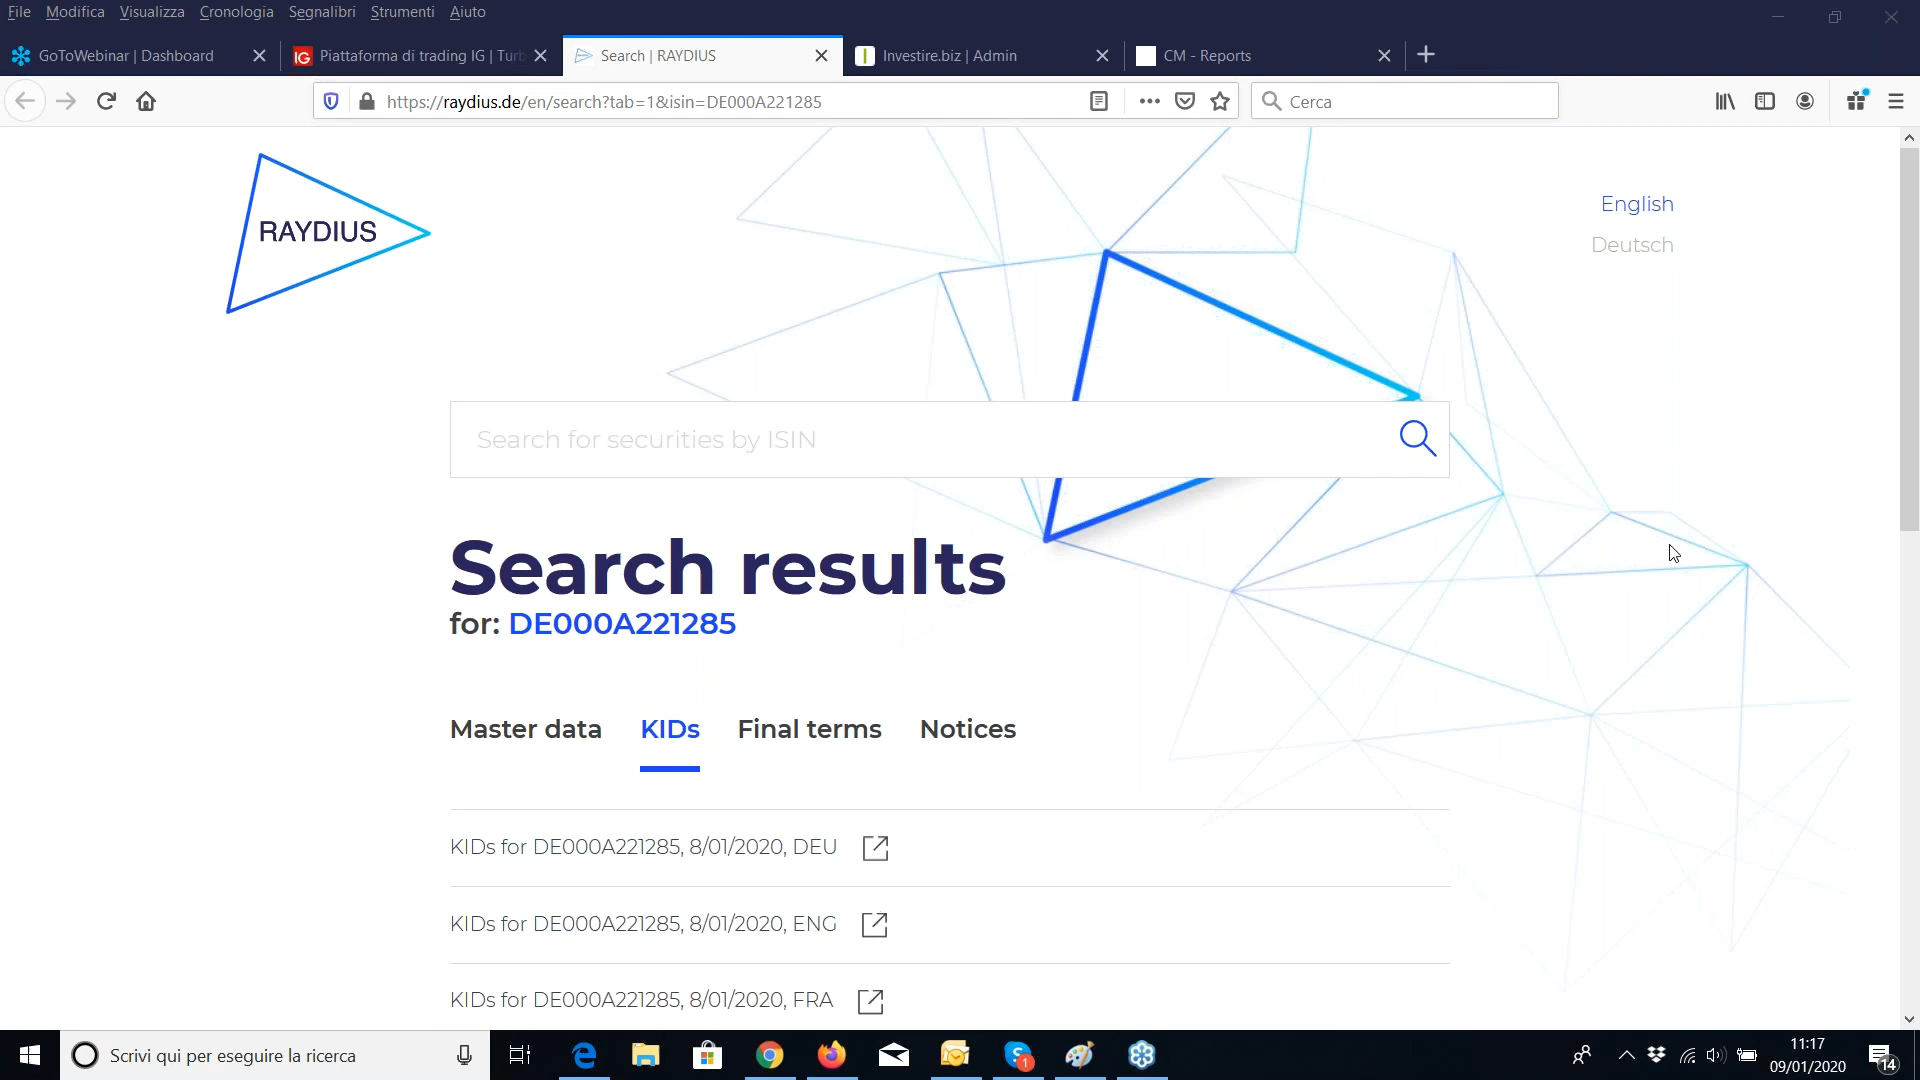 File Modifica Visualizza Cronologia Segnalibri Strumenti Aiuto
GoToWebinar | Dashboard
IG Piattaforma di trading IG | Turb
Search | RAYDIUS
Investire.biz | Admin
CM - Reports
https://raydius.de/en/search?tab=1&isin=DE000A221285
Cerca
RAYDIUS
English
Deutsch
Search for securities by ISIN
Search results
for: DE000A221285
Master data KIDs Final terms Notices
KIDs for DE000A221285, 8/01/2020, DEU
KIDs for DE000A221285, 8/01/2020, ENG
KIDs for DE000A221285, 8/01/2020, FRA
Scrivi qui per eseguire la ricerca
1
11:17
09/01/2020
14